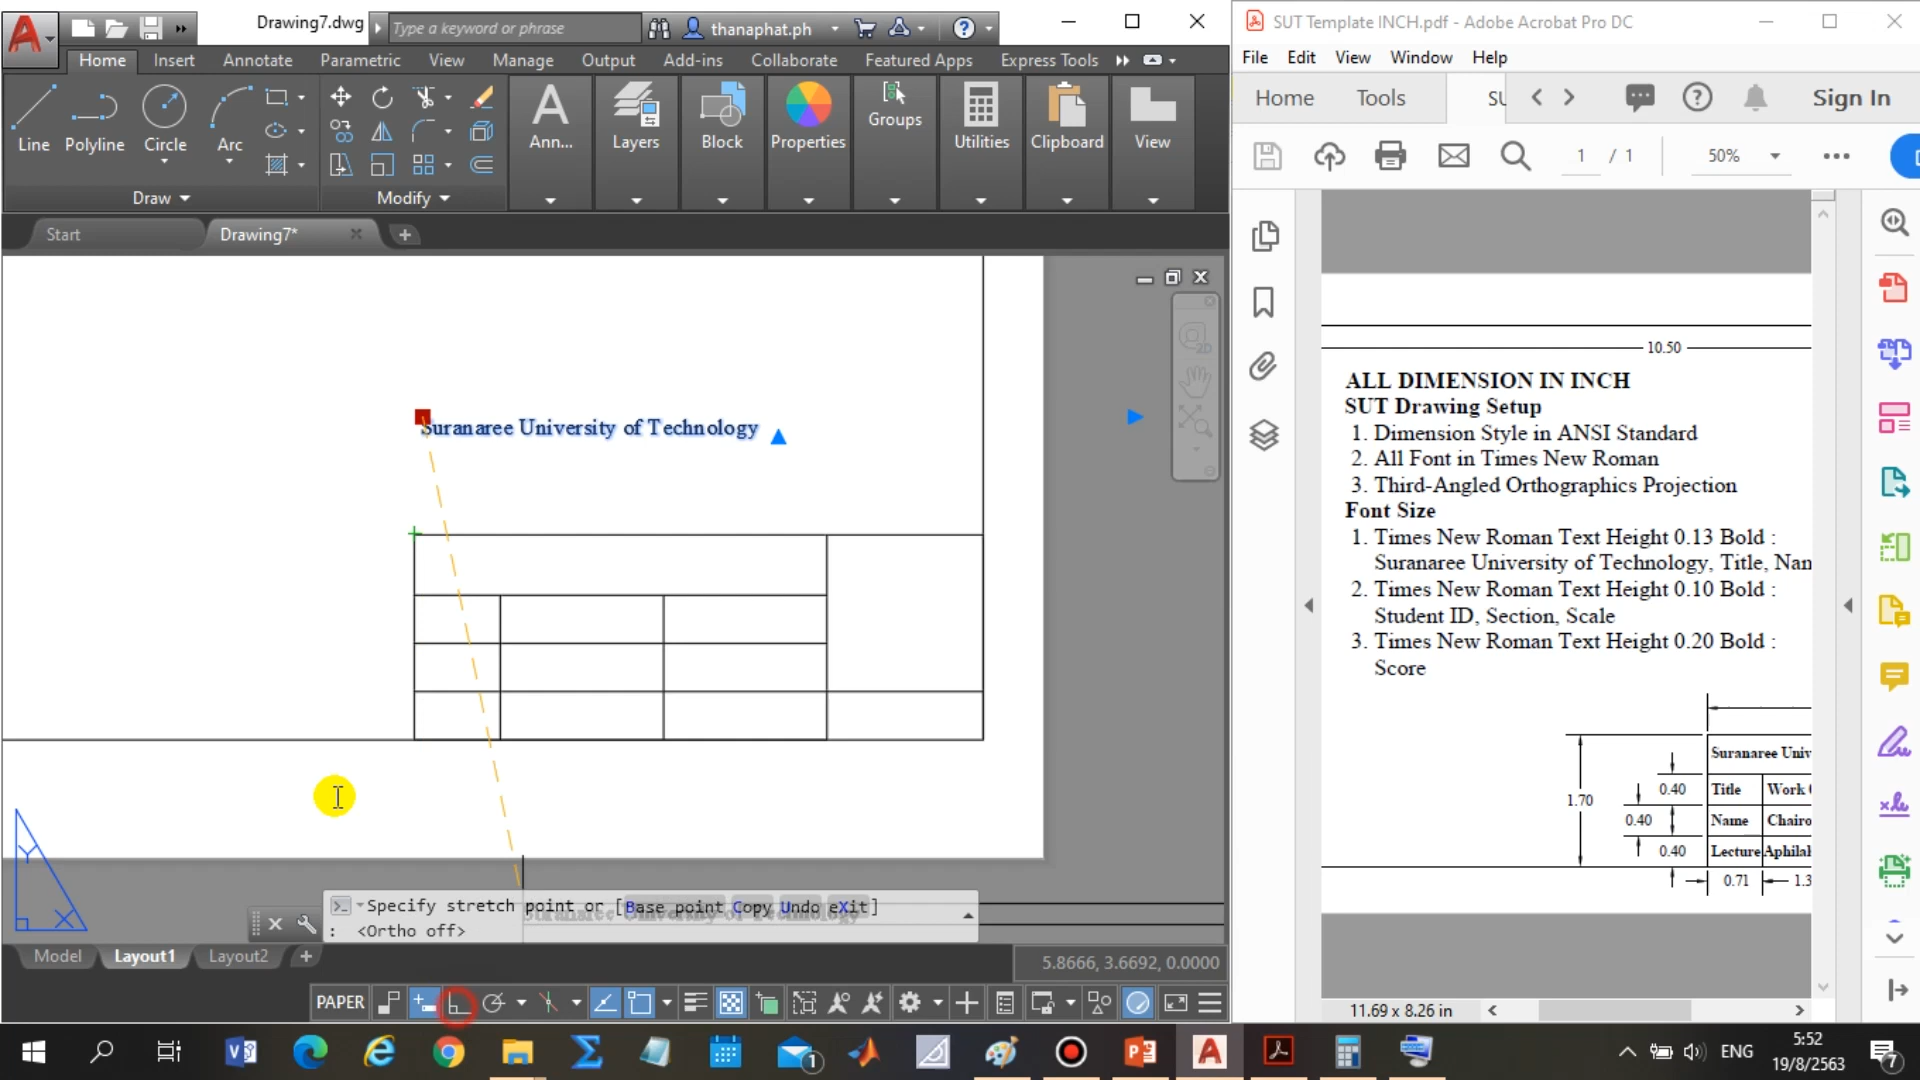 Drawing7.dwg
Type a keyword or phrase
thanaphat.ph
Home Insert Annotate Parametric View Manage Output Add-ins Collaborate Featured Apps Express Tools
Line Polyline Circle Arc
Ann... Layers Block Properties Groups Utilities Clipboard View
Draw Modify
Start Drawing7*
2D
Suranaree University of Technology
Y
X
Specify stretch point or [Base point Copy Undo eXit]
: <Ortho off>
Model Layout1 Layout2
5.8666, 3.6692, 0.0000
PAPER
SUT Template INCH.pdf - Adobe Acrobat Pro DC
File Edit View Window Help
Home Tools SU Sign In
1 / 1 50%
10.50
ALL DIMENSION IN INCH
SUT Drawing Setup
1. Dimension Style in ANSI Standard
2. All Font in Times New Roman
3. Third-Angled Orthographics Projection
Font Size
1. Times New Roman Text Height 0.13 Bold :
Suranaree University of Technology, Title, Nam
2. Times New Roman Text Height 0.10 Bold :
Student ID, Section, Scale
3. Times New Roman Text Height 0.20 Bold :
Score
Suranaree Univ
0.40 Title Work
1.70
0.40 Name Chairo
0.40 Lecture Aphilal
0.71 1.3
11.69 x 8.26 in
1
ENG
5:52
19/8/2563
7